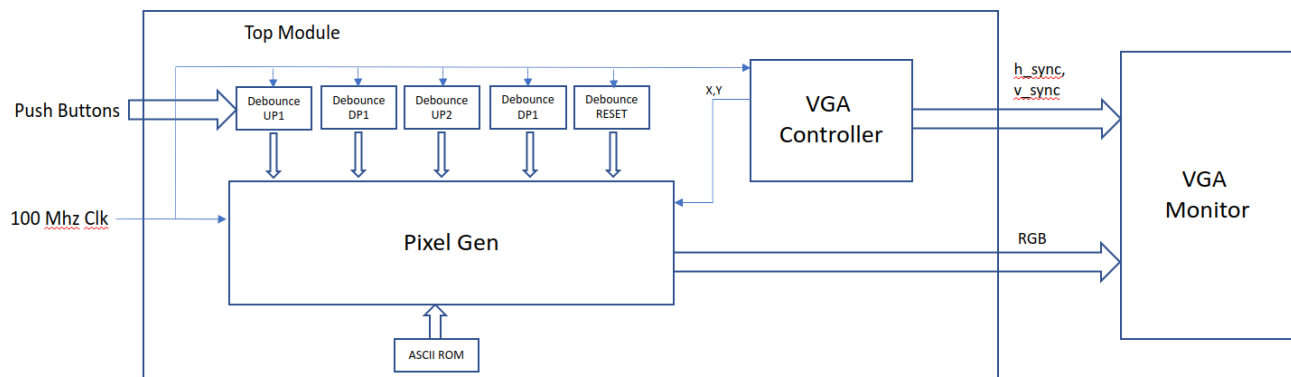 Top Module
Push Buttons
Debounce
UP1
Debounce
DP1
Debounce
UP2
Debounce
DP1
Debounce
RESET
X,Y
VGA
Controller
h_sync,
v_sync
VGA
Monitor
100 Mhz Clk
Pixel Gen
RGB
ASCII ROM